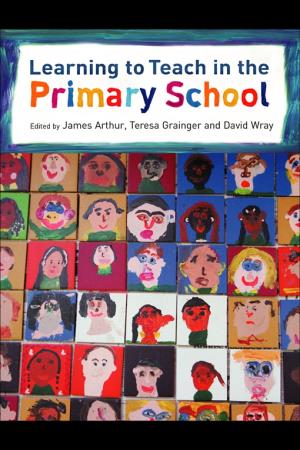 Learning to Teach in the
Primary School
Edited by James Arthur, Teresa Grainger and David Wray